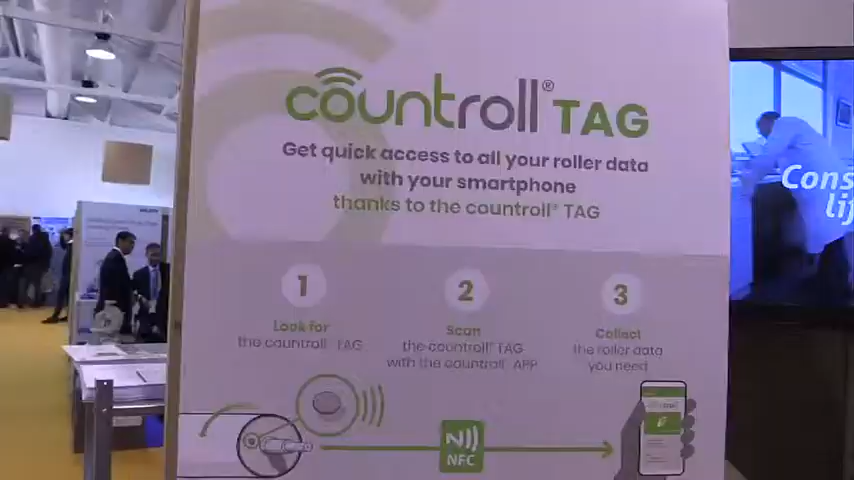 countroll® TAG
Get quick access to all your roller data
with your smartphone
thanks to the countroll® TAG
1
2
3
Look for
the countroll® TAG
Scan
the countroll® TAG
with the countroll® APP
Collect
the roller data
you need
NFC
Cons
lif